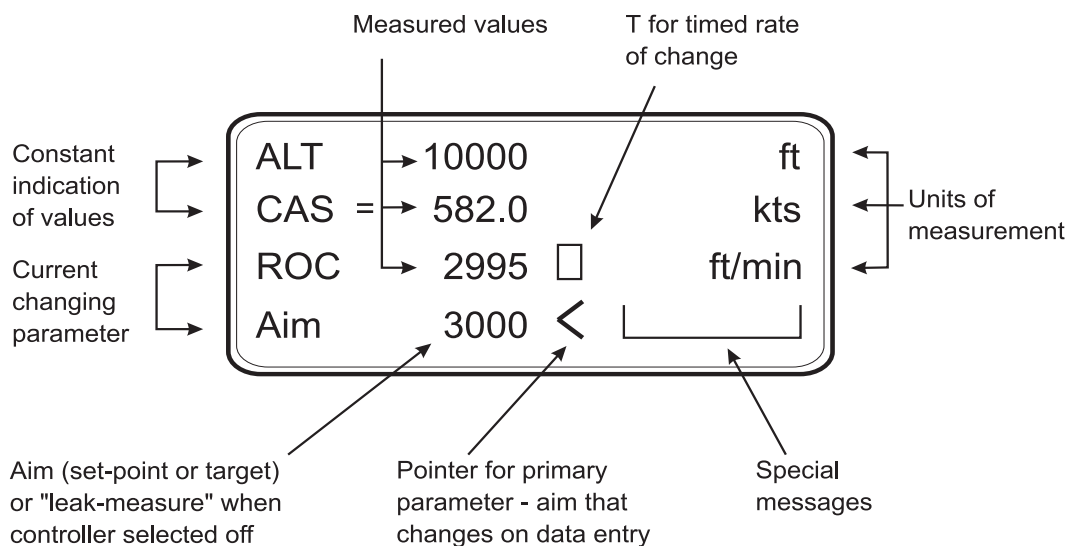 Measured values
T for timed rate
of change
Constant
indication
of values
Current
changing
parameter
ALT 10000 ft
CAS = 582.0 kts
ROC 2995 ft/min
Aim 3000 <
Units of
measurement
Aim (set-point or target)
or "leak-measure" when
controller selected off
Pointer for primary
parameter - aim that
changes on data entry
Special
messages